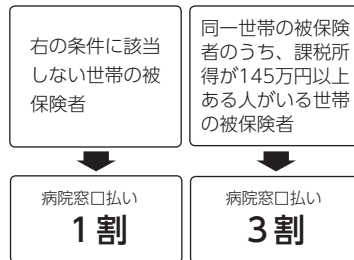 右の条件に該当
しない世帯の被
保険者
同一世帯の被保険
者のうち、課税所
得が145万円以上
ある人がいる世帯
の被保険者
病院窓口払い
1割
病院窓口払い
3割